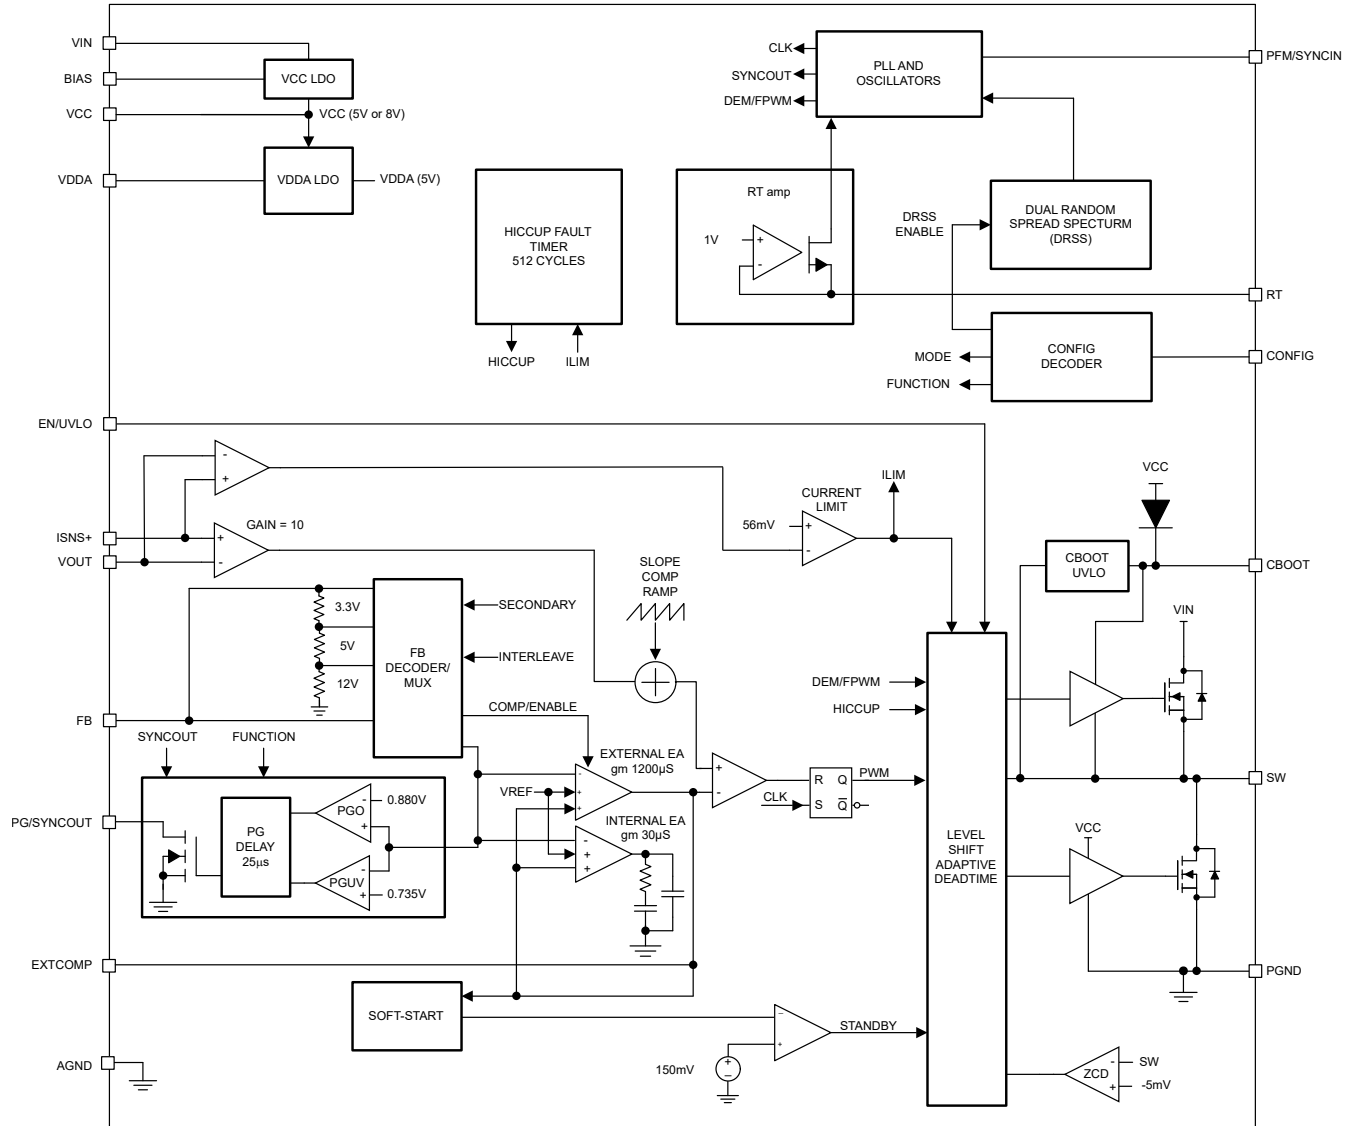 VIN
BIAS
VCC
VDDA
VCC LDO
VCC (5V or 8V)
VDDA LDO
VDDA (5V)
HICCUP FAULT
TIMER
512 CYCLES
HICCUP
ILIM
CLK
SYNCOUT
DEM/FPWM
PLL AND
OSCILLATORS
PFM/SYNCIN
RT amp
1V
+
-
DRSS
ENABLE
DUAL RANDOM
SPREAD SPECTURM
(DRSS)
RT
CONFIG
DECODER
MODE
FUNCTION
CONFIG
EN/UVLO
-
+
ISNS+
VOUT
GAIN = 10
+
-
CURRENT
LIMIT
56mV
+
-
ILIM
SLOPE
COMP
RAMP
VCC
CBOOT
UVLO
CBOOT
VIN
3.3V
5V
12V
FB
DECODER/
MUX
SECONDARY
INTERLEAVE
COMP/ENABLE
FB
SYNCOUT
FUNCTION
PG/SYNCOUT
PG
DELAY
25µs
PGO
-
+
0.880V
PGUV
-
+
0.735V
EXTERNAL EA
gm 1200µS
VREF
-
+
+
INTERNAL EA
gm 30µS
-
+
+
+
-
CLK
R Q
S Q
PWM
DEM/FPWM
HICCUP
LEVEL
SHIFT
ADAPTIVE
DEADTIME
SW
VCC
PGND
EXTCOMP
SOFT-START
AGND
150mV
+
–
–
+
STANDBY
ZCD
-
+
SW
-5mV